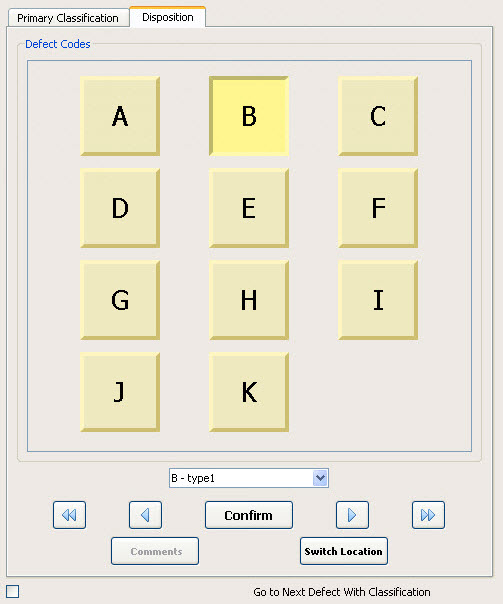 Primary Classification Disposition
Defect Codes
A B C
D E F
G H I
J K
B - type1
Confirm
Comments Switch Location
Go to Next Defect With Classification